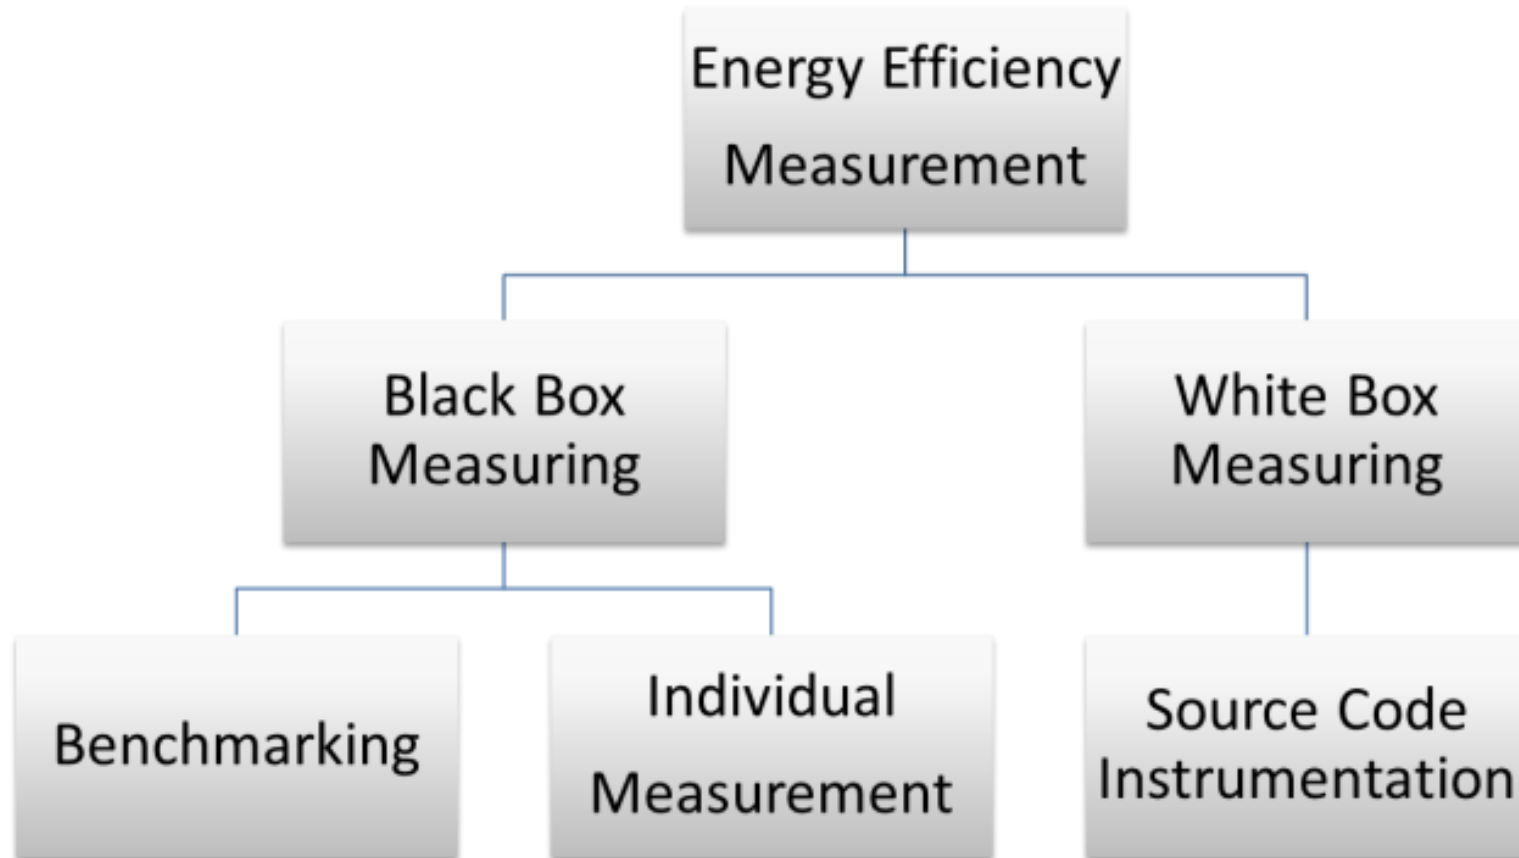 Energy Efficiency
Measurement
Black Box
Measuring
White Box
Measuring
Benchmarking
Individual
Measurement
Source Code
Instrumentation